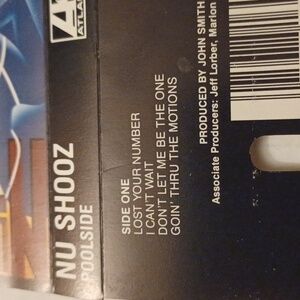 ATLAN
NU SHOOZ
POOLSIDE
SIDE ONE
LOST YOUR NUMBER
I CAN'T WAIT
DON'T LET ME BE THE ONE
GOIN' THRU THE MOTIONS
PRODUCED BY JOHN SMITH
Associate Producers: Jeff Lorber, Marlon